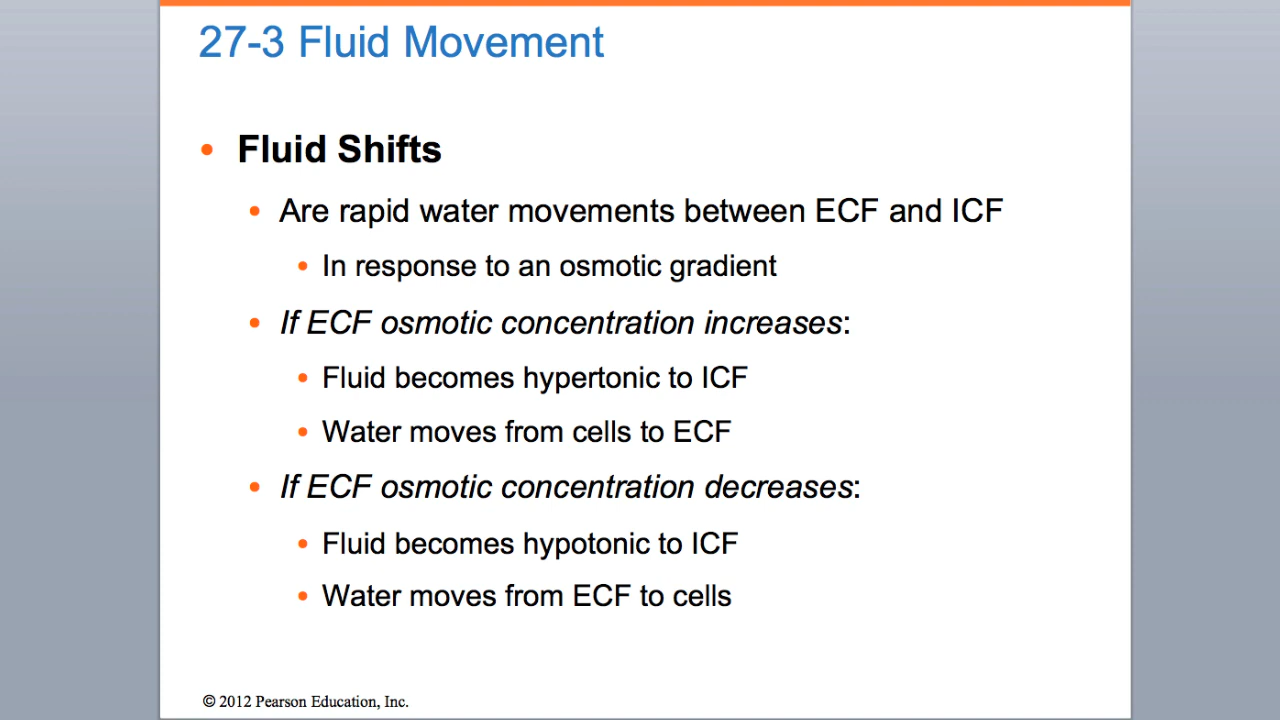 27-3 Fluid Movement
• Fluid Shifts
• Are rapid water movements between ECF and ICF
• In response to an osmotic gradient
• If ECF osmotic concentration increases:
• Fluid becomes hypertonic to ICF
• Water moves from cells to ECF
• If ECF osmotic concentration decreases:
• Fluid becomes hypotonic to ICF
• Water moves from ECF to cells
© 2012 Pearson Education, Inc.